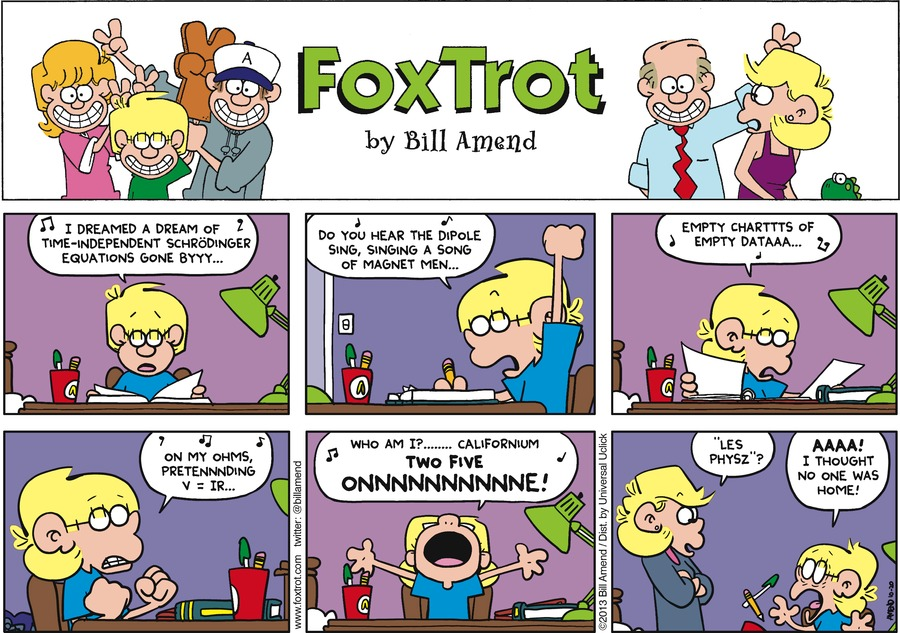 A
FoxTrot
by Bill Amend
I DREAMED A DREAM OF
TIME-INDEPENDENT SCHRÖDINGER
EQUATIONS GONE BYYY...
@
DO YOU HEAR THE DIPOLE
SING, SINGING A SONG
OF MAGNET MEN...
@
EMPTY CHARTTTS OF
EMPTY DATAAA...
@
ON MY OHMS,
PRETENNNDING
V = IR...
www.foxtrot.com twitter: @billamend
WHO AM I?........ CALIFORNIUM
TWO FIVE
ONNNNNNNNNNNE!
@
©2013 Bill Amend / Dist. by Universal Uclick
"LES
PHYSZ"?
AAAA!
I THOUGHT
NO ONE WAS
HOME!
10-20